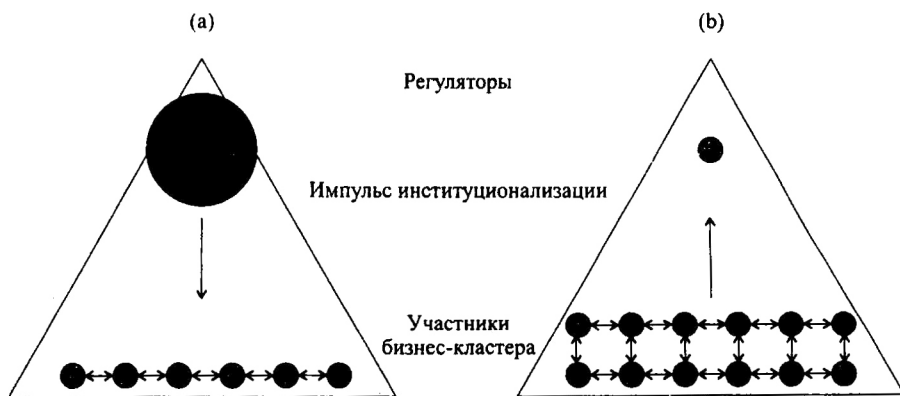 (a)
(b)
Регуляторы
Импульс институционализации
Участники
бизнес-кластера